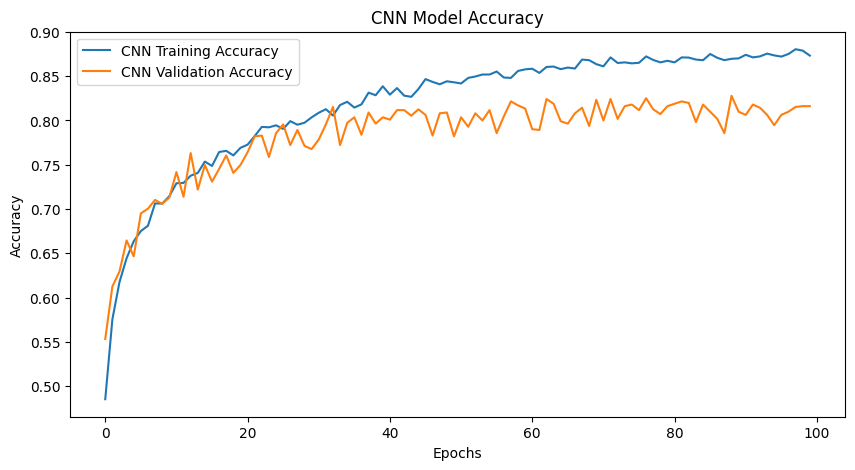 CNN Model Accuracy
CNN Training Accuracy
CNN Validation Accuracy
Accuracy
0.90
0.85
0.80
0.75
0.70
0.65
0.60
0.55
0.50
0 20 40 60 80 100
Epochs